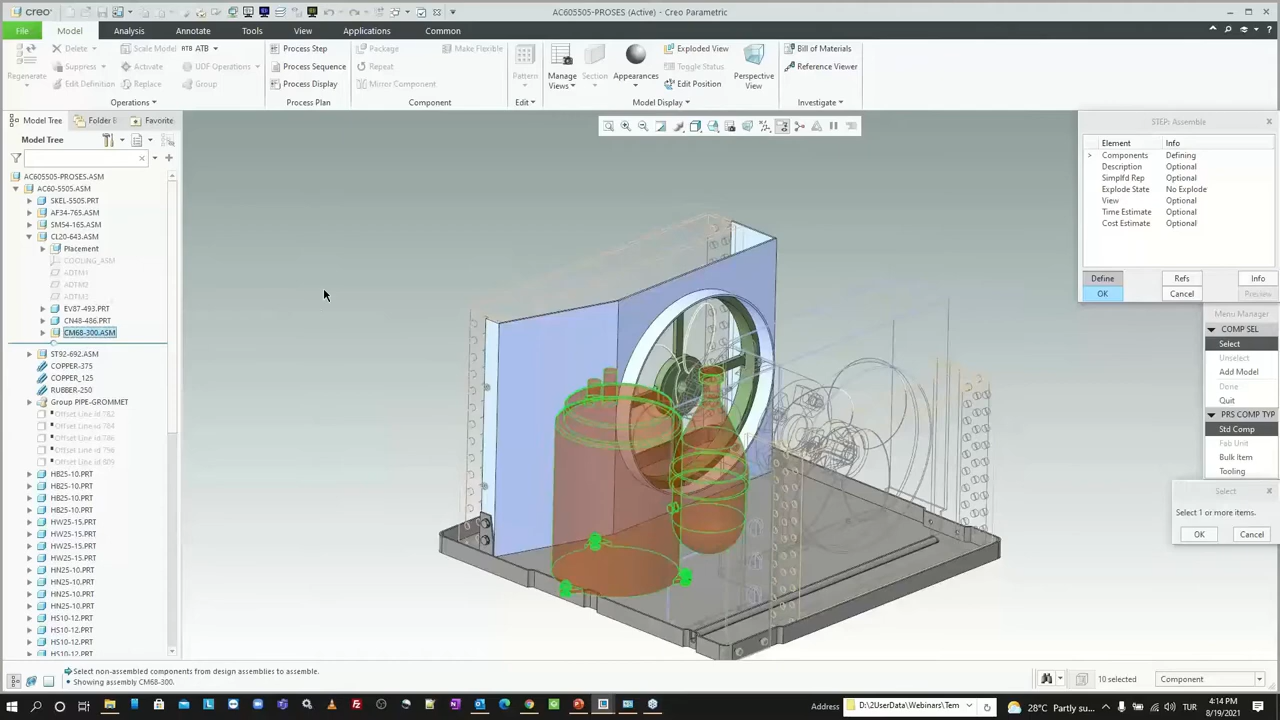 creo
AC605505-PROSES (Active) - Creo Parametric
File
Model
Analysis
Annotate
Tools
View
Applications
Common
Regenerate
Delete
Suppress
Edit Definition
Scale Model
Activate
Replace
RTB ATB
UDF Operations
Group
Operations
Process Step
Process Sequence
Process Display
Process Plan
Package
Repeat
Mirror Component
Make Flexible
Component
Pattern
Edit
Manage Views
Section
Appearances
Exploded View
Toggle Status
Edit Position
Perspective View
Model Display
Bill of Materials
Reference Viewer
Investigate
Model Tree
Folder B
Favorite
Model Tree
AC605505-PROSES.ASM
AC60-5505.ASM
SKEL-5505.PRT
AF34-765.ASM
SM54-165.ASM
CL20-643.ASM
Placement
COOLING_ASM
ADTM1
ADTM2
ADTM3
EV87-493.PRT
CN48-486.PRT
CM68-300.ASM
ST92-692.ASM
COPPER-375
COPPER_125
RUBBER-250
Group PIPE-GROMMET
Offset Line id 782
Offset Line id 784
Offset Line id 786
Offset Line id 796
Offset Line id 809
HB25-10.PRT
HB25-10.PRT
HB25-10.PRT
HB25-10.PRT
HW25-15.PRT
HW25-15.PRT
HW25-15.PRT
HW25-15.PRT
HN25-10.PRT
HN25-10.PRT
HN25-10.PRT
HN25-10.PRT
HS10-12.PRT
HS10-12.PRT
HS10-12.PRT
HS10-12.PRT
STEP: Assemble
Element Info
> Components Defining
Description Optional
Simplfd Rep Optional
Explode State No Explode
View Optional
Time Estimate Optional
Cost Estimate Optional
Define
Refs
Info
OK
Cancel
Preview
Menu Manager
COMP SEL
Select
Unselect
Add Model
Done
Quit
PRS COMP TYP
Std Comp
Fab Unit
Bulk Item
Tooling
Select
Select 1 or more items.
OK
Cancel
Select non-assembled components from design assemblies to assemble.
Showing assembly CM68-300.
10 selected
Component
Address
D:\2UserData\Webinars\Tem
28°C Partly su...
TUR
4:14 PM
8/19/2021